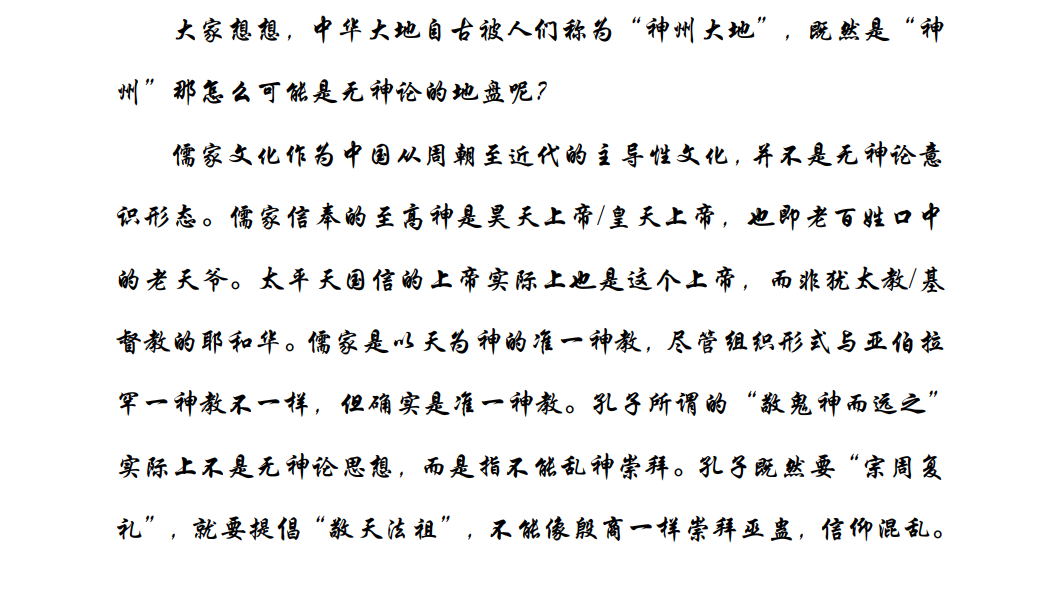 大家想想，中华大地自古被人们称为“神州大地”，既然是“神
州”那怎么可能是无神论的地盘呢？
儒家文化作为中国从周朝至近代的主导性文化，并不是无神论意
识形态。儒家信奉的至高神是昊天上帝/皇天上帝，也即老百姓口中
的老天爷。太平天国信的上帝实际上也是这个上帝，而非犹太教/基
督教的耶和华。儒家是以天为神的准一神教，尽管组织形式与亚伯拉
罕一神教不一样，但确实是准一神教。孔子所谓的“敬鬼神而远之”
实际上不是无神论思想，而是指不能乱神崇拜。孔子既然要“宗周复
礼”，就要提倡“敬天法祖”，不能像殷商一样崇拜巫蛊，信仰混乱。